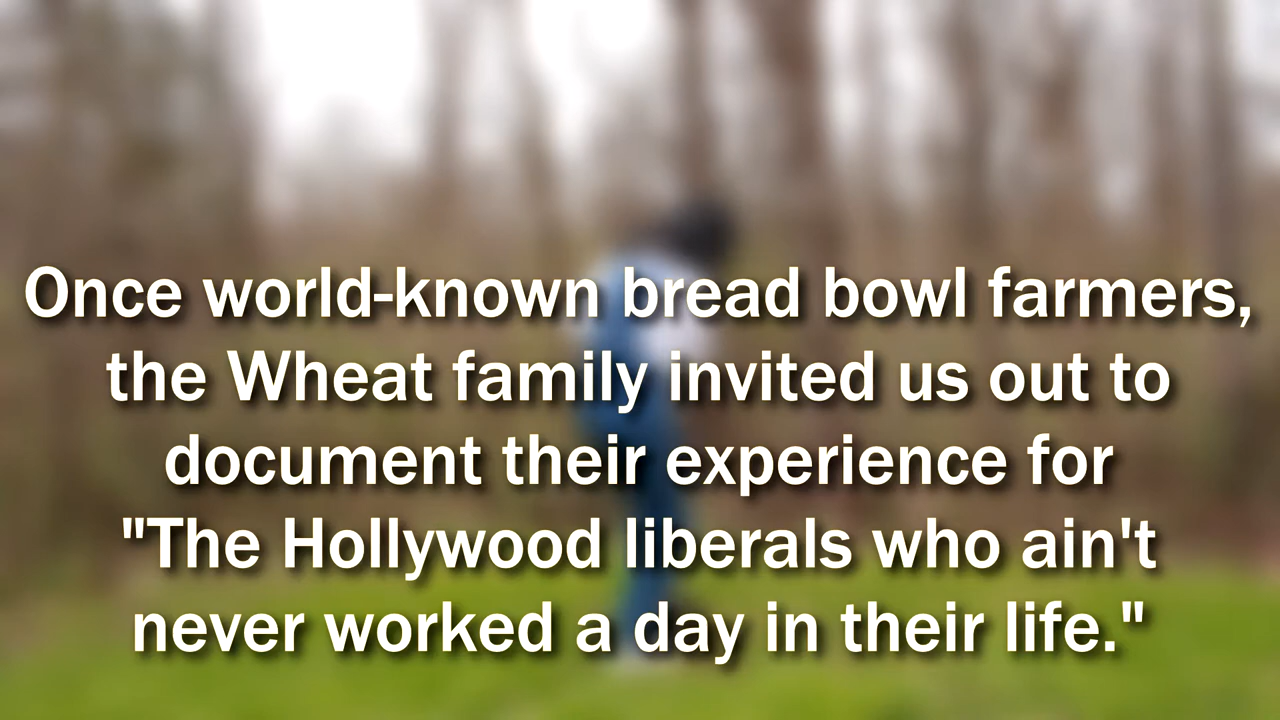 Once world-known bread bowl farmers,
the Wheat family invited us out to
document their experience for
"The Hollywood liberals who ain't
never worked a day in their life."